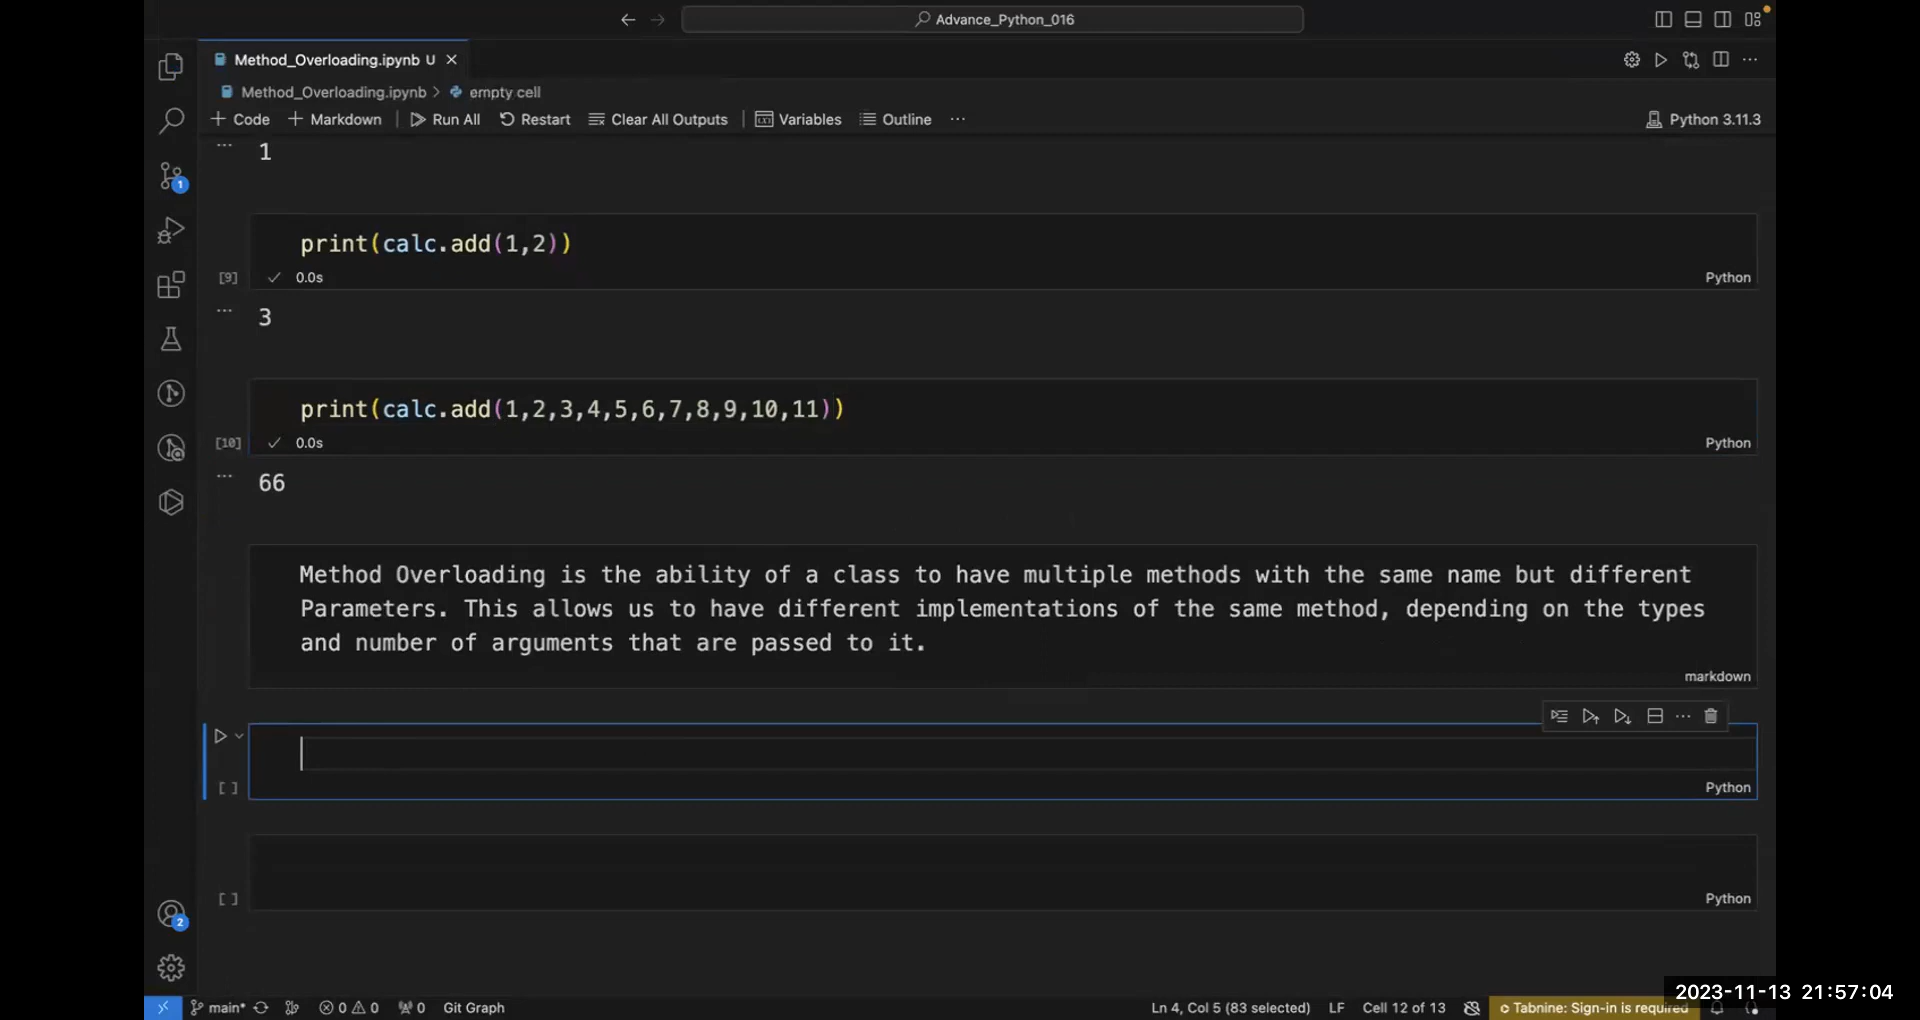 Advance_Python_016
Method_Overloading.ipynb U
Method_Overloading.ipynb > empty cell
+ Code + Markdown Run All Restart Clear All Outputs Variables Outline ... Python 3.11.3
... 1
print(calc.add(1,2))
[9] 0.0s Python
... 3
print(calc.add(1,2,3,4,5,6,7,8,9,10,11))
[10] 0.0s Python
... 66
Method Overloading is the ability of a class to have multiple methods with the same name but different
Parameters. This allows us to have different implementations of the same method, depending on the types
and number of arguments that are passed to it.
markdown
[ ] Python
[ ] Python
1
2
2023-11-13 21:57:04
main* 0 0 0 Git Graph Ln 4, Col 5 (83 selected) LF Cell 12 of 13 Tabnine: Sign-in is required